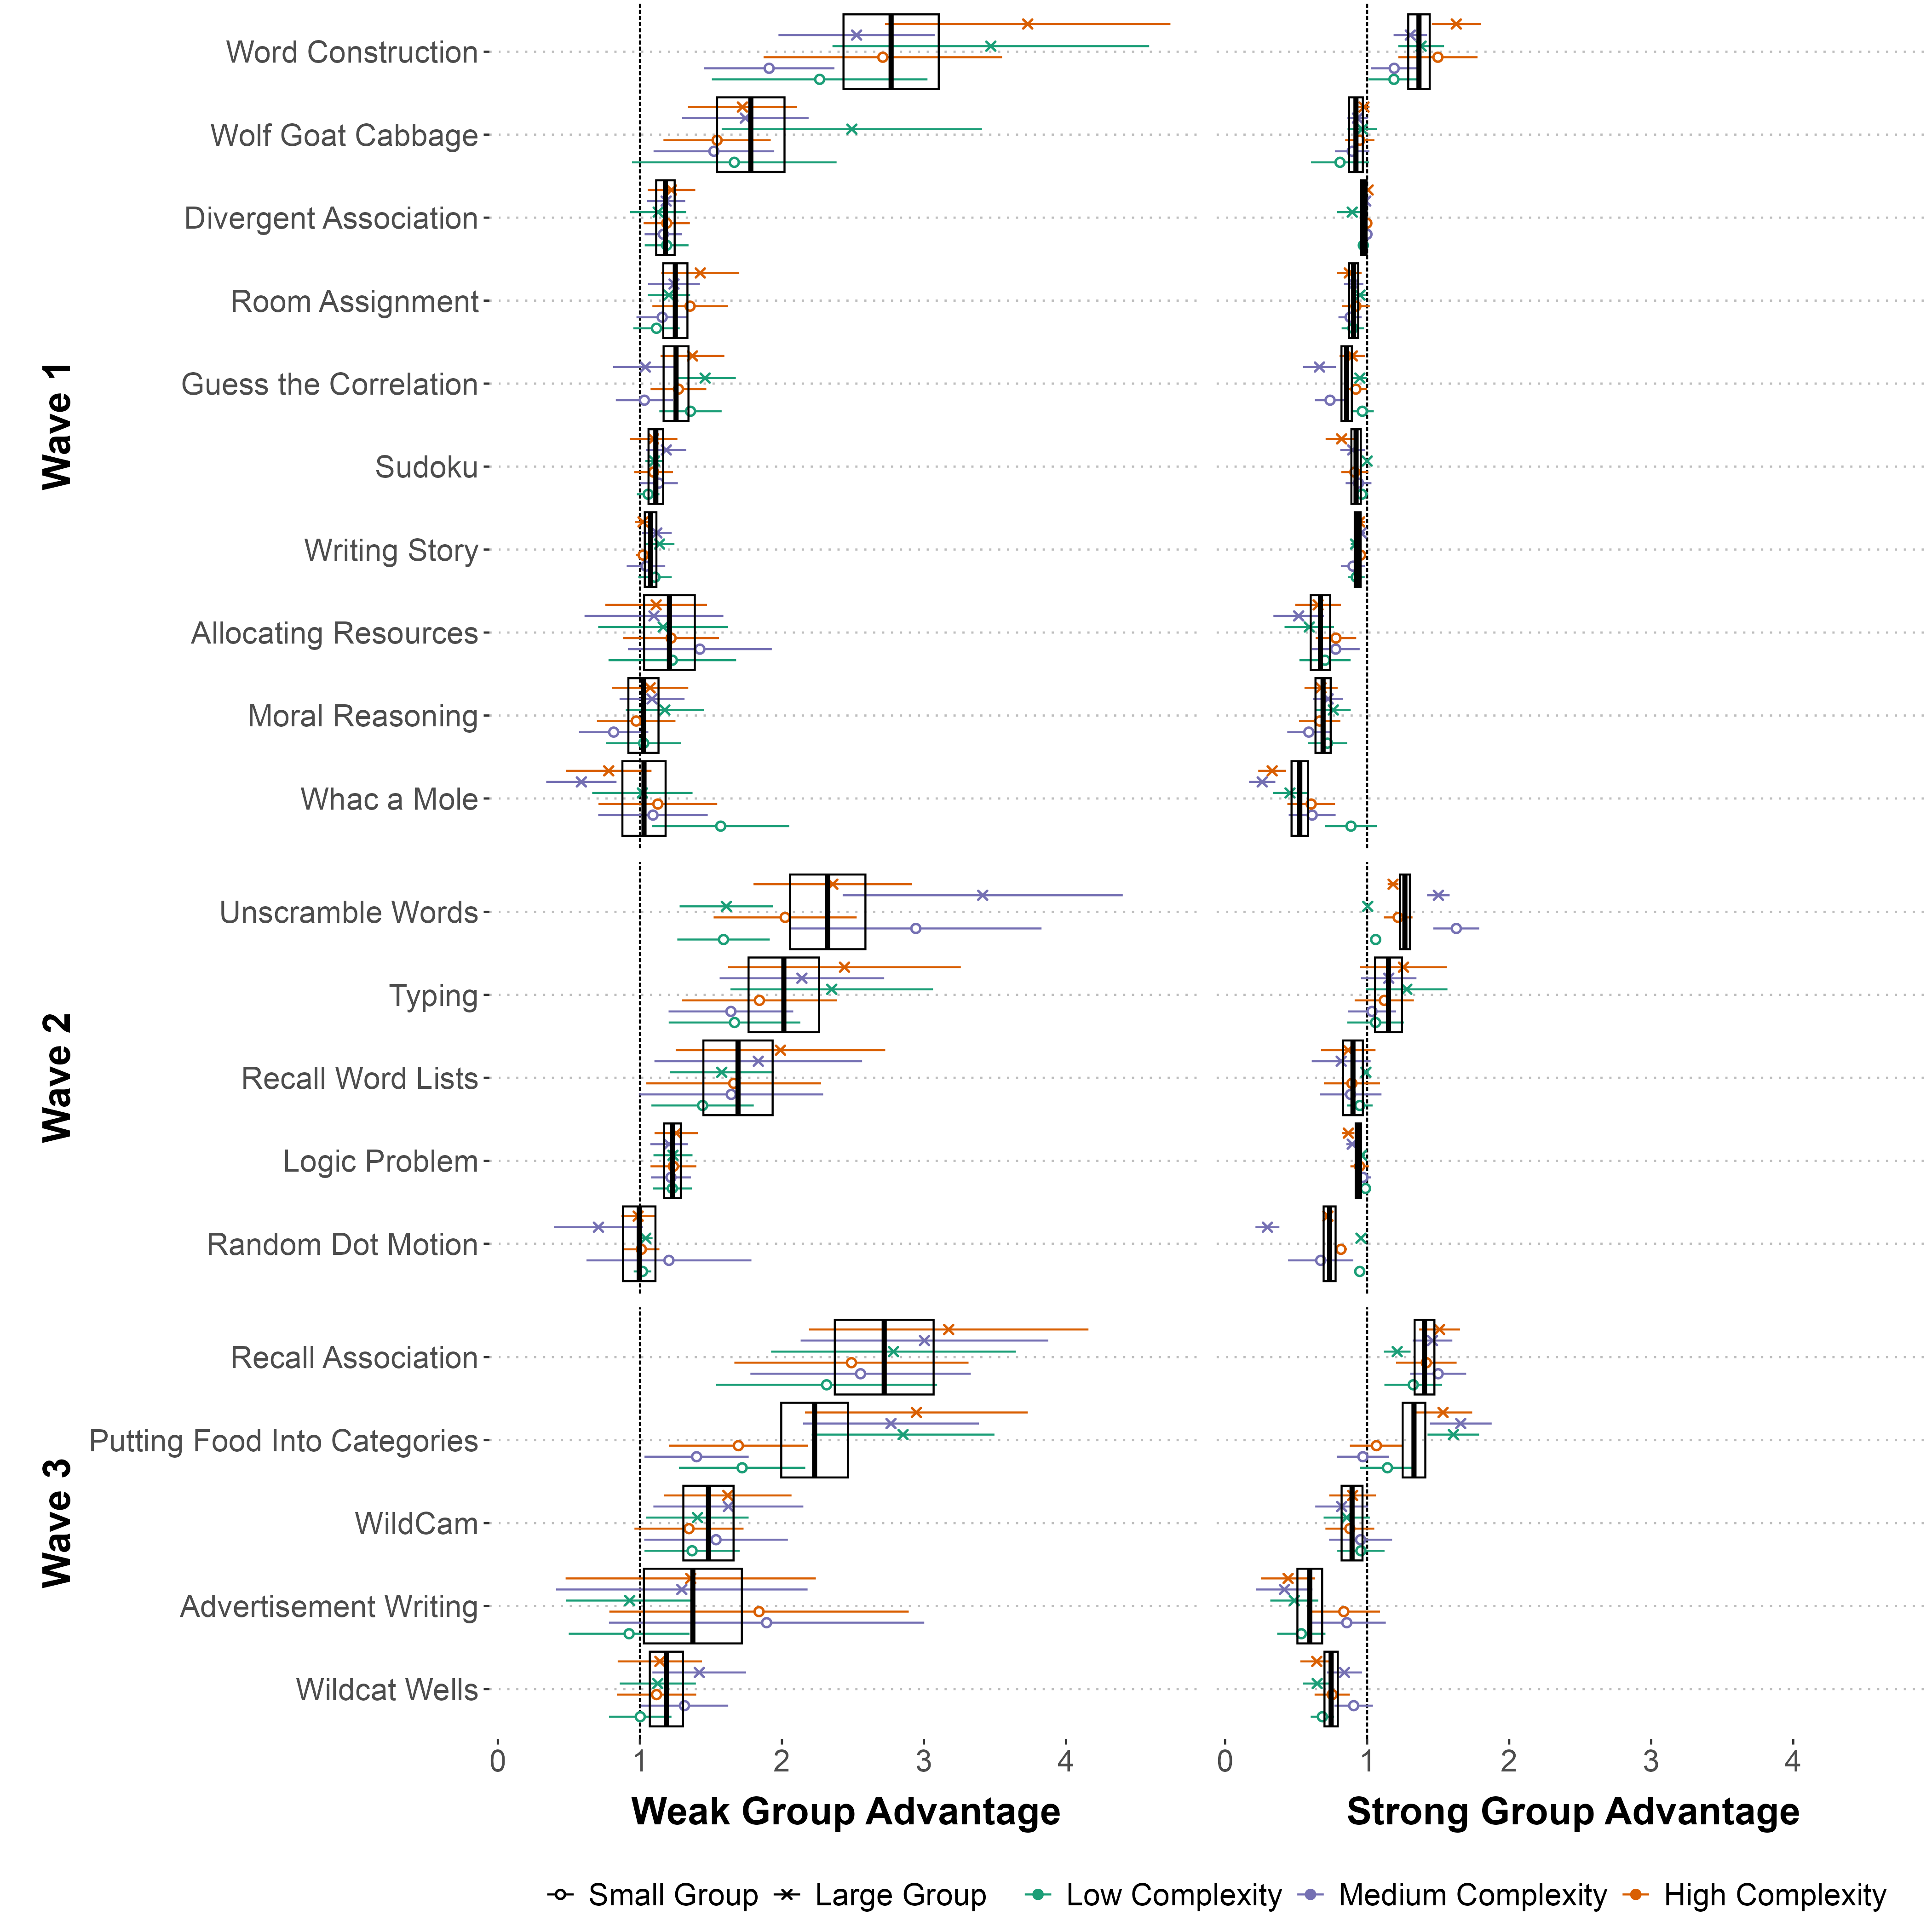 Wave 1
Word Construction
Wolf Goat Cabbage
Divergent Association
Room Assignment
Guess the Correlation
Sudoku
Writing Story
Allocating Resources
Moral Reasoning
Whac a Mole
Wave 2
Unscramble Words
Typing
Recall Word Lists
Logic Problem
Random Dot Motion
Wave 3
Recall Association
Putting Food Into Categories
WildCam
Advertisement Writing
Wildcat Wells
0 1 2 3 4 0 1 2 3 4
Weak Group Advantage Strong Group Advantage
Small Group Large Group Low Complexity Medium Complexity High Complexity